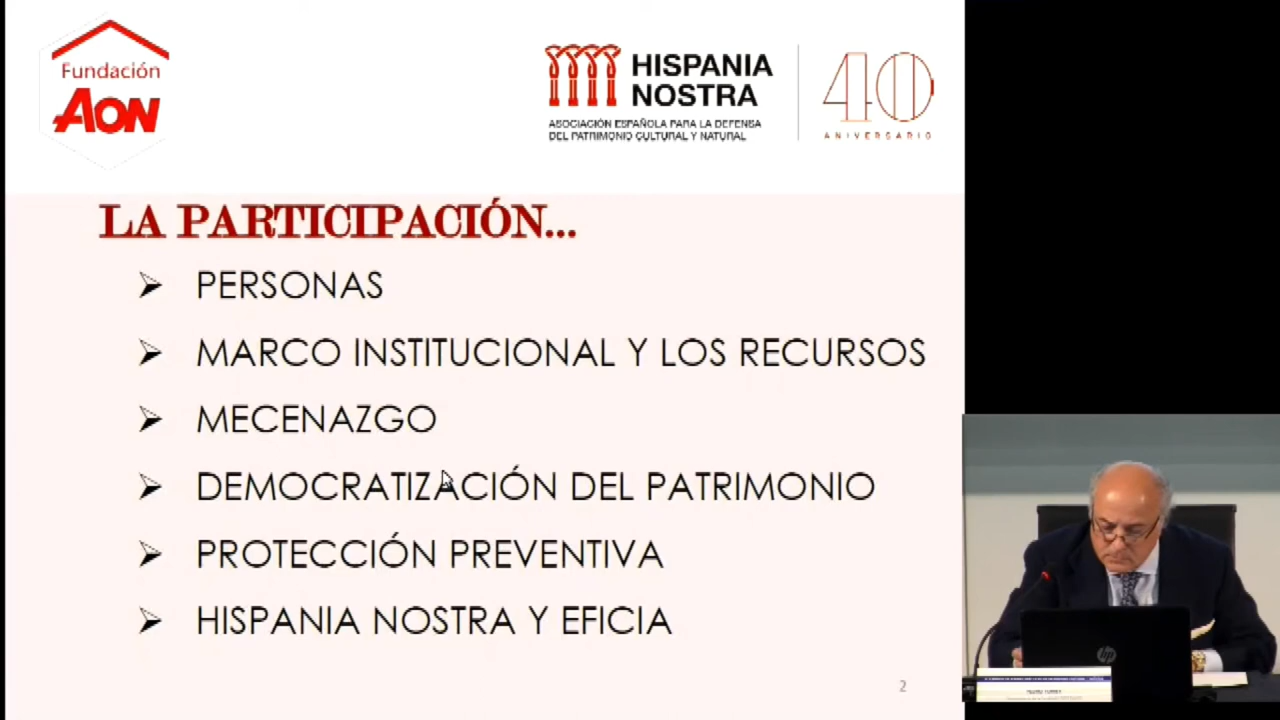 Fundación
AON
HISPANIA
NOSTRA
ASOCIACIÓN ESPAÑOLA PARA LA DEFENSA
DEL PATRIMONIO CULTURAL Y NATURAL
40
ANIVERSARIO
LA PARTICIPACIÓN...
PERSONAS
MARCO INSTITUCIONAL Y LOS RECURSOS
MECENAZGO
DEMOCRATIZACIÓN DEL PATRIMONIO
PROTECCIÓN PREVENTIVA
HISPANIA NOSTRA Y EFICIA
2
hp